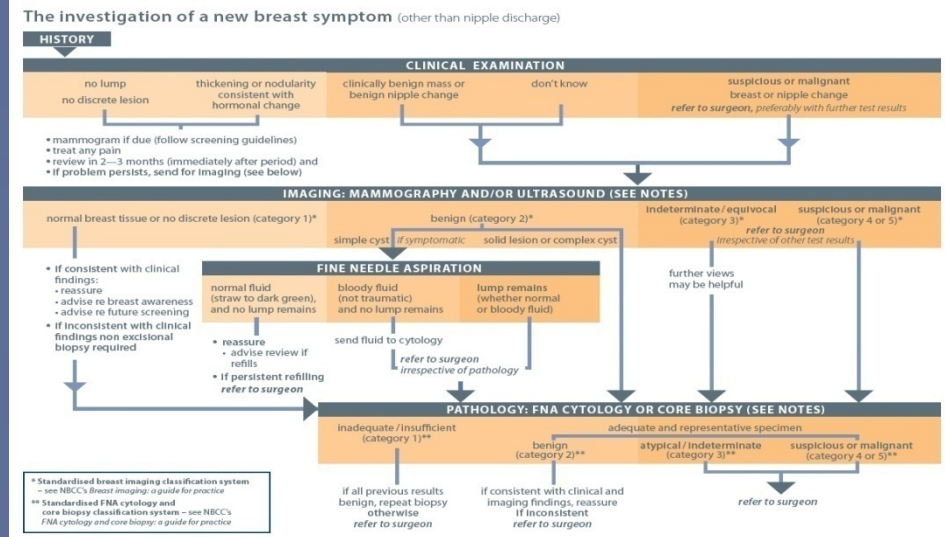 The investigation of a new breast symptom (other than nipple discharge)
HISTORY
CLINICAL EXAMINATION
no lump
no discrete lesion
thickening or nodularity
consistent with
hormonal change
clinically benign mass or
benign nipple change
don't know
suspicious or malignant
breast or nipple change
refer to surgeon, preferably with further test results
• mammogram if due (follow screening guidelines)
• treat any pain
• review in 2—3 months (immediately after period) and
• if problem persists, send for imaging (see below)
IMAGING: MAMMOGRAPHY AND/OR ULTRASOUND (SEE NOTES)
normal breast tissue or no discrete lesion (category 1)*
benign (category 2)*
simple cyst if symptomatic
solid lesion or complex cyst
indeterminate/equivocal
(category 3)*
suspicious or malignant
(category 4 or 5)*
refer to surgeon
irrespective of other test results
• If consistent with clinical
findings:
• reassure
• advise re breast awareness
• advise re future screening
• If inconsistent with clinical
findings non excisional
biopsy required
FINE NEEDLE ASPIRATION
normal fluid
(straw to dark green),
and no lump remains
bloody fluid
(not traumatic)
and no lump remains
lump remains
(whether normal
or bloody fluid)
further views
may be helpful
• reassure
• advise review if
refills
• If persistent refilling
refer to surgeon
send fluid to cytology
refer to surgeon
irrespective of pathology
PATHOLOGY: FNA CYTOLOGY OR CORE BIOPSY (SEE NOTES)
inadequate/insufficient
(category 1)**
adequate and representative specimen
benign
(category 2)**
atypical/indeterminate
(category 3)**
suspicious or malignant
(category 4 or 5)**
if all previous results
benign, repeat biopsy
otherwise
refer to surgeon
if consistent with clinical and
imaging findings, reassure
if inconsistent
refer to surgeon
refer to surgeon
* Standardised breast imaging classification system
– see NBCC's Breast imaging: a guide for practice
** Standardised FNA cytology and
core biopsy classification system – see NBCC's
FNA cytology and core biopsy: a guide for practice